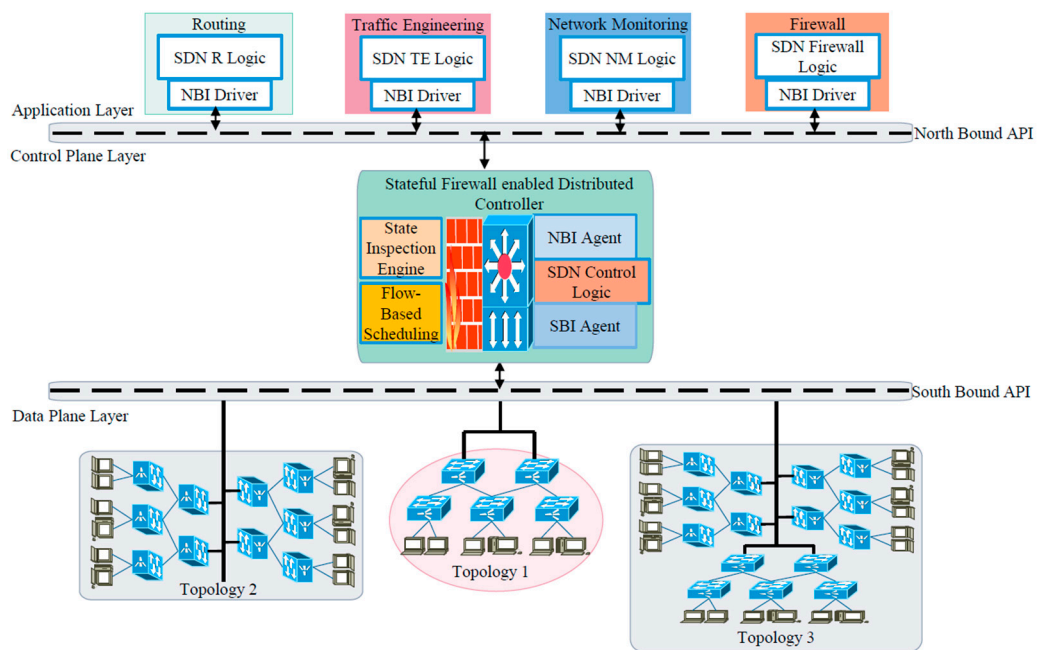 Routing
SDN R Logic
NBI Driver
Traffic Engineering
SDN TE Logic
NBI Driver
Network Monitoring
SDN NM Logic
NBI Driver
Firewall
SDN Firewall
Logic
NBI Driver
Application Layer
North Bound API
Control Plane Layer
Stateful Firewall enabled Distributed
Controller
State
Inspection
Engine
Flow-
Based
Scheduling
NBI Agent
SDN Control
Logic
SBI Agent
South Bound API
Data Plane Layer
Topology 2
Topology 1
Topology 3